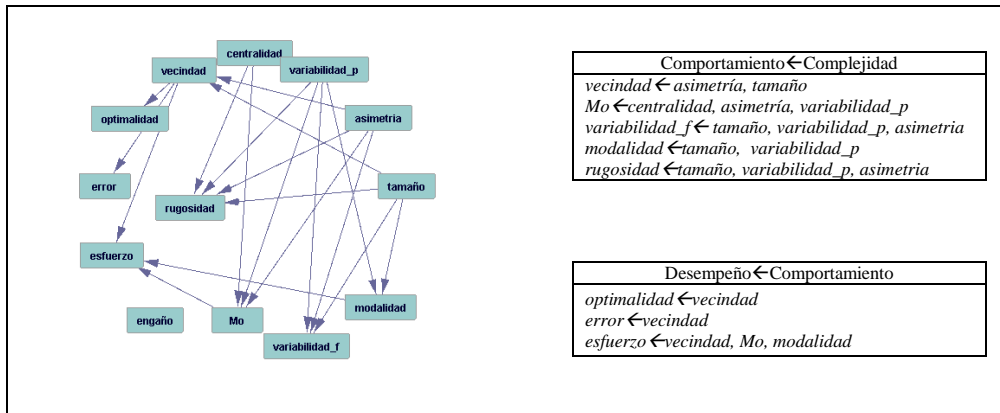 centralidad
vecindad
variabilidad_p
optimalidad
asimetria
error
tamaño
rugosidad
esfuerzo
modalidad
engaño
Mo
variabilidad_f
Comportamiento←Complejidad
vecindad← asimetría, tamaño
Mo←centralidad, asimetría, variabilidad_p
variabilidad_f← tamaño, variabilidad_p, asimetria
modalidad←tamaño, variabilidad_p
rugosidad←tamaño, variabilidad_p, asimetria
Desempeño←Comportamiento
optimalidad←vecindad
error←vecindad
esfuerzo←vecindad, Mo, modalidad